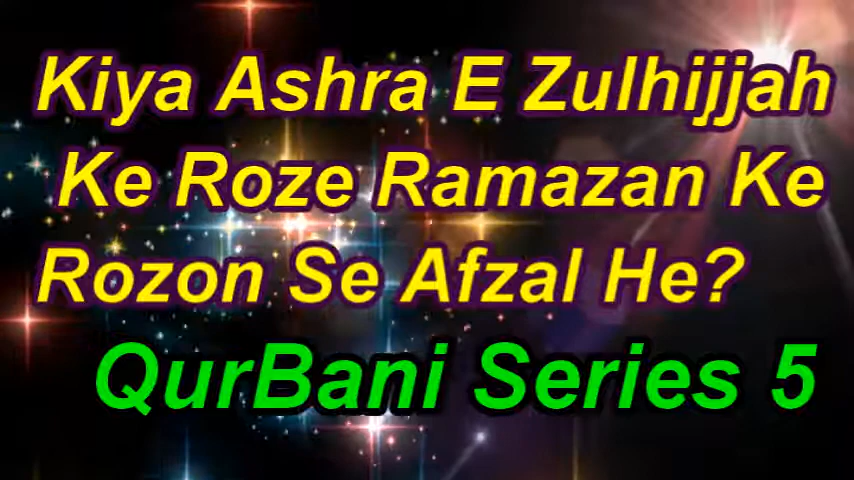 Kiya Ashra E Zulhijjah
Ke Roze Ramazan Ke
Rozon Se Afzal He?
QurBani Series 5